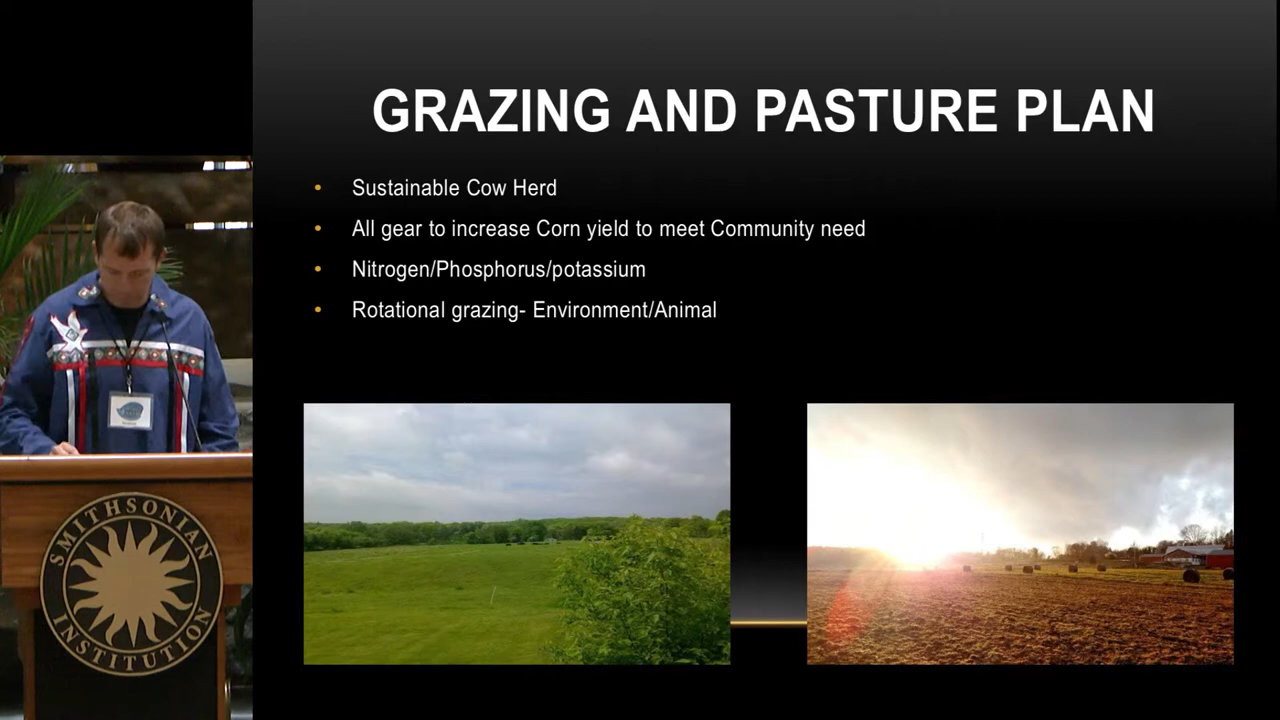 GRAZING AND PASTURE PLAN
• Sustainable Cow Herd
• All gear to increase Corn yield to meet Community need
• Nitrogen/Phosphorus/potassium
• Rotational grazing- Environment/Animal
SMITHSONIAN
INSTITUTION